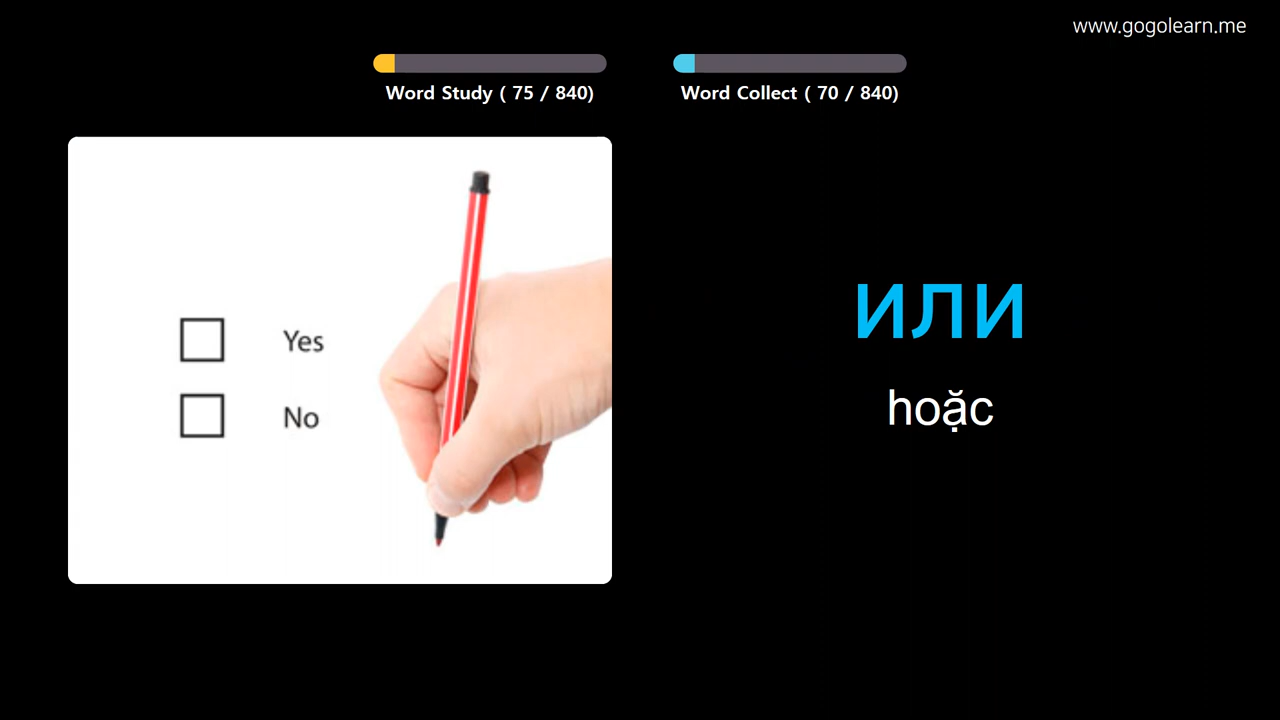 www.gogolearn.me
Word Study ( 75 / 840)
Word Collect ( 70 / 840)
Yes
No
или
hoặc